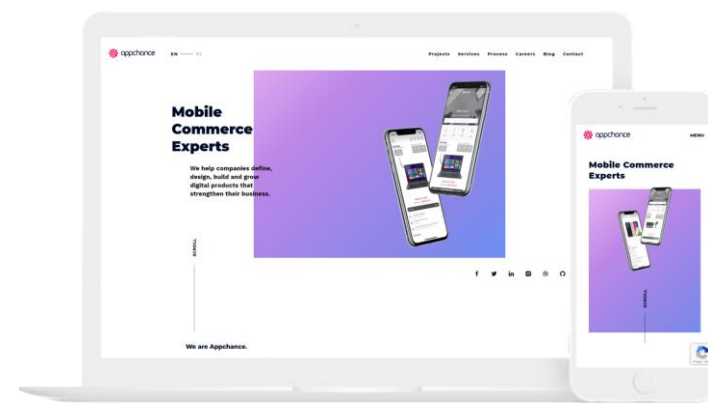 appchance
EN PL
Projects Services Process Careers Blog Contact
Mobile
Commerce
Experts
We help companies define,
design, build and grow
digital products that
strengthen their business.
SCROLL
We are Appchance.
appchance
MENU
Mobile Commerce
Experts
SCROLL